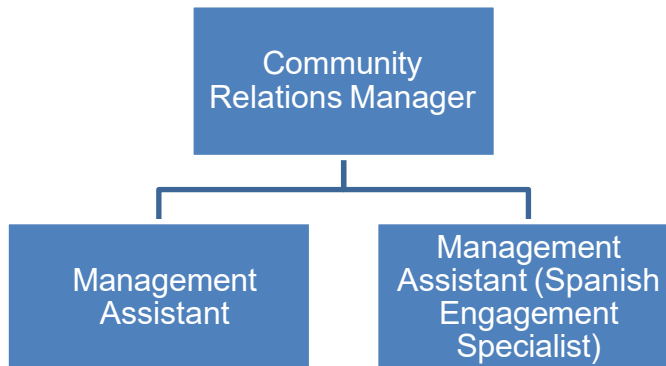 Community
Relations Manager
Management
Assistant
Management
Assistant (Spanish
Engagement
Specialist)